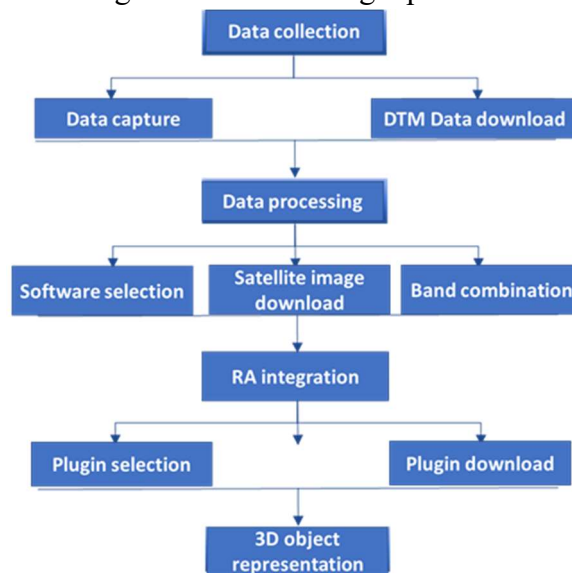 Data collection
Data capture
DTM Data download
Data processing
Software selection
Satellite image
download
Band combination
RA integration
Plugin selection
Plugin download
3D object
representation